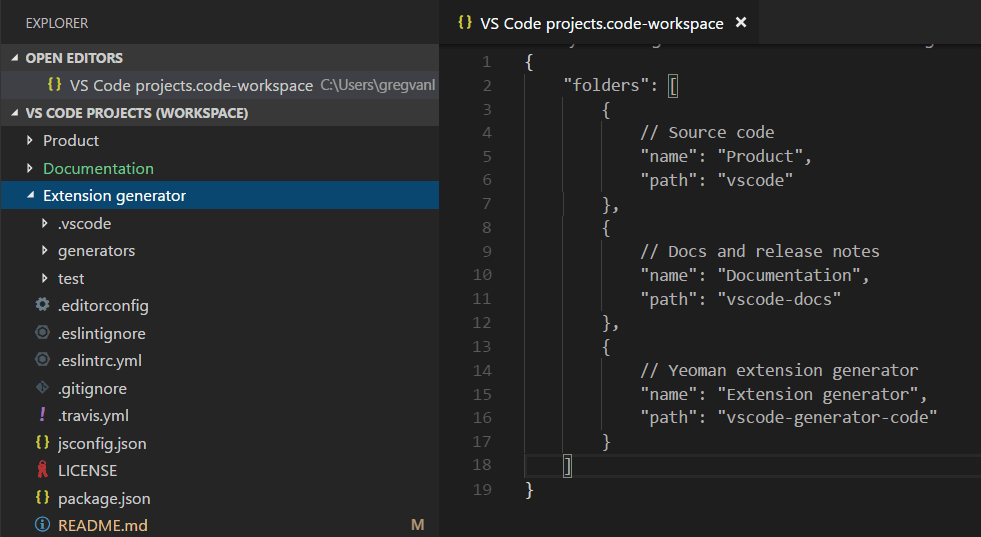 EXPLORER
OPEN EDITORS
{} VS Code projects.code-workspace C:\Users\gregvanl
VS CODE PROJECTS (WORKSPACE)
Product
Documentation
Extension generator
.vscode
generators
test
.editorconfig
.eslintignore
.eslintrc.yml
.gitignore
! .travis.yml
{} jsconfig.json
LICENSE
{} package.json
README.md M
{} VS Code projects.code-workspace ×
1 {
2 "folders": [
3 {
4 // Source code
5 "name": "Product",
6 "path": "vscode"
7 },
8 {
9 // Docs and release notes
10 "name": "Documentation",
11 "path": "vscode-docs"
12 },
13 {
14 // Yeoman extension generator
15 "name": "Extension generator",
16 "path": "vscode-generator-code"
17 }
18 ]
19 }